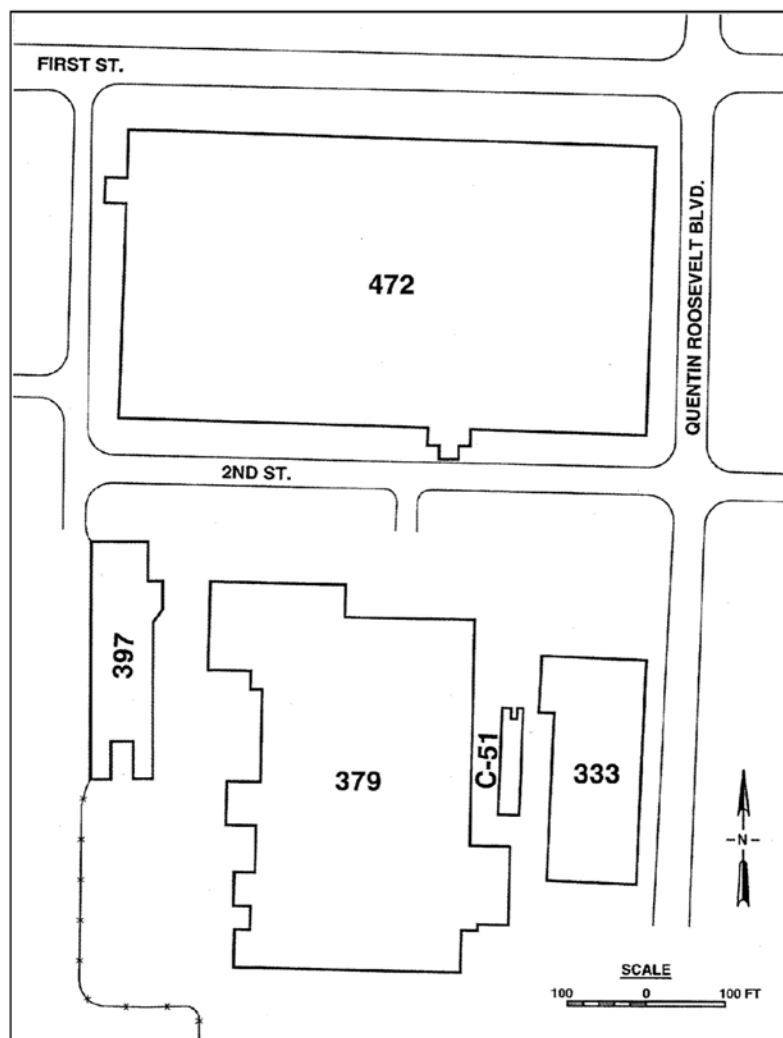 FIRST ST.
QUENTIN ROOSEVELT BLVD.
472
2ND ST.
397
379
C-51
333
N
SCALE
100 0 100 FT